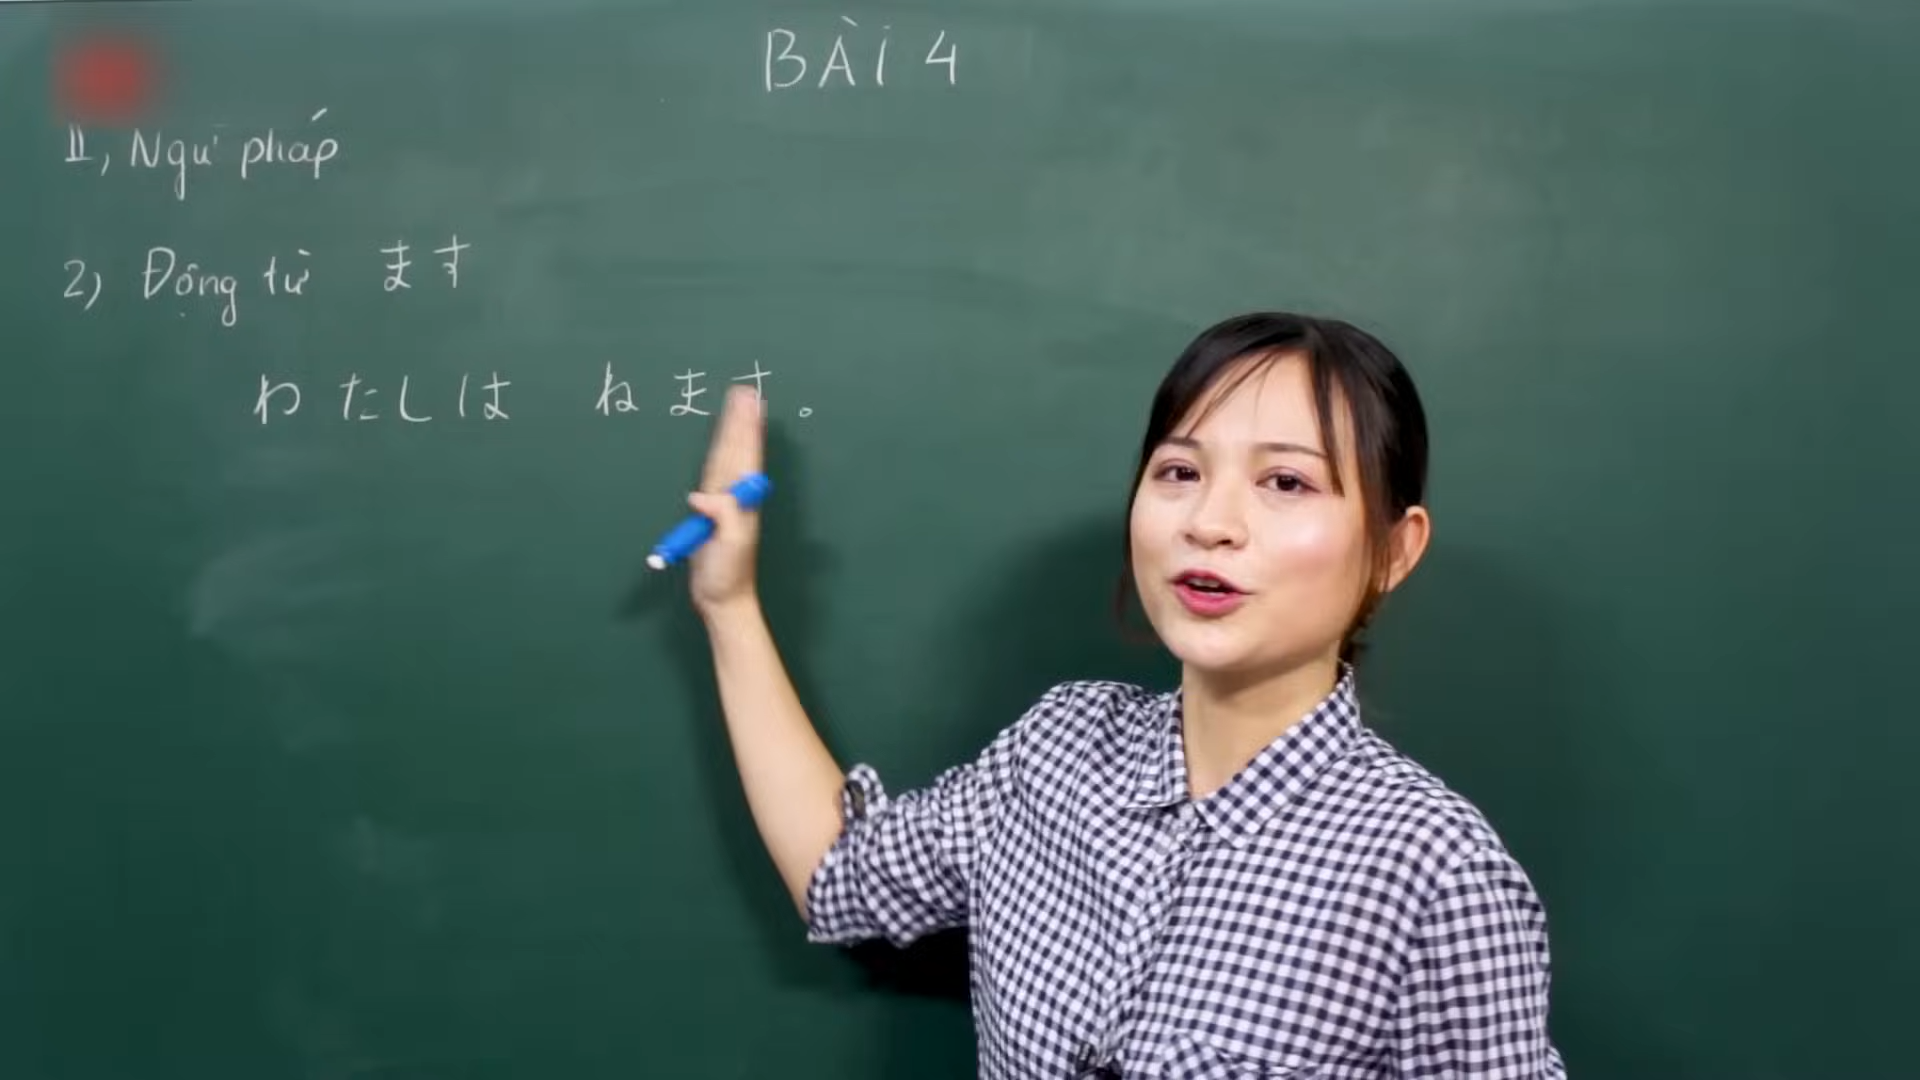 BÀI 4
II, Ngữ pháp
2) Động từ ます
わたしは ねます。